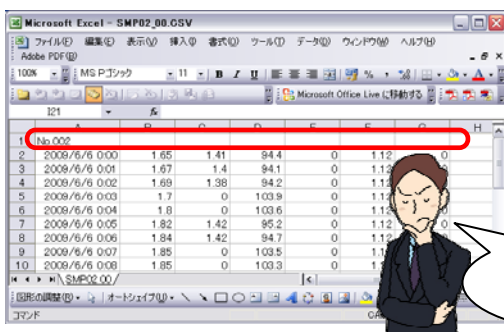 Microsoft Excel - SMP02_00.CSV
ファイル(F) 編集(E) 表示(V) 挿入(I) 書式(O) ツール(T) データ(D) ウィンドウ(W) ヘルプ(H)
Adobe PDF(B)
100% MS Pゴシック 11 B I U % ,
Microsoft Office Live に移動する
I21 fx
A B C D E F G H
1 No.002
2 2009/6/6 0:00 1.65 1.41 94.4 0 1.12 0
3 2009/6/6 0:01 1.67 1.4 94.1 0 1.12
4 2009/6/6 0:02 1.69 1.38 94.2 0 1.12
5 2009/6/6 0:03 1.7 0 103.9 0 1.12
6 2009/6/6 0:04 1.8 0 103.6 0 1.12
7 2009/6/6 0:05 1.82 1.42 95.2 0 1.12
8 2009/6/6 0:06 1.84 1.42 94.7 0 1.12
9 2009/6/6 0:07 1.85 0 103.5 0 1.12
10 2009/6/6 0:08 1.85 0 103.3 0 1.1
SMP02_00
図形の調整(R) オートシェイプ(U)
コマンド